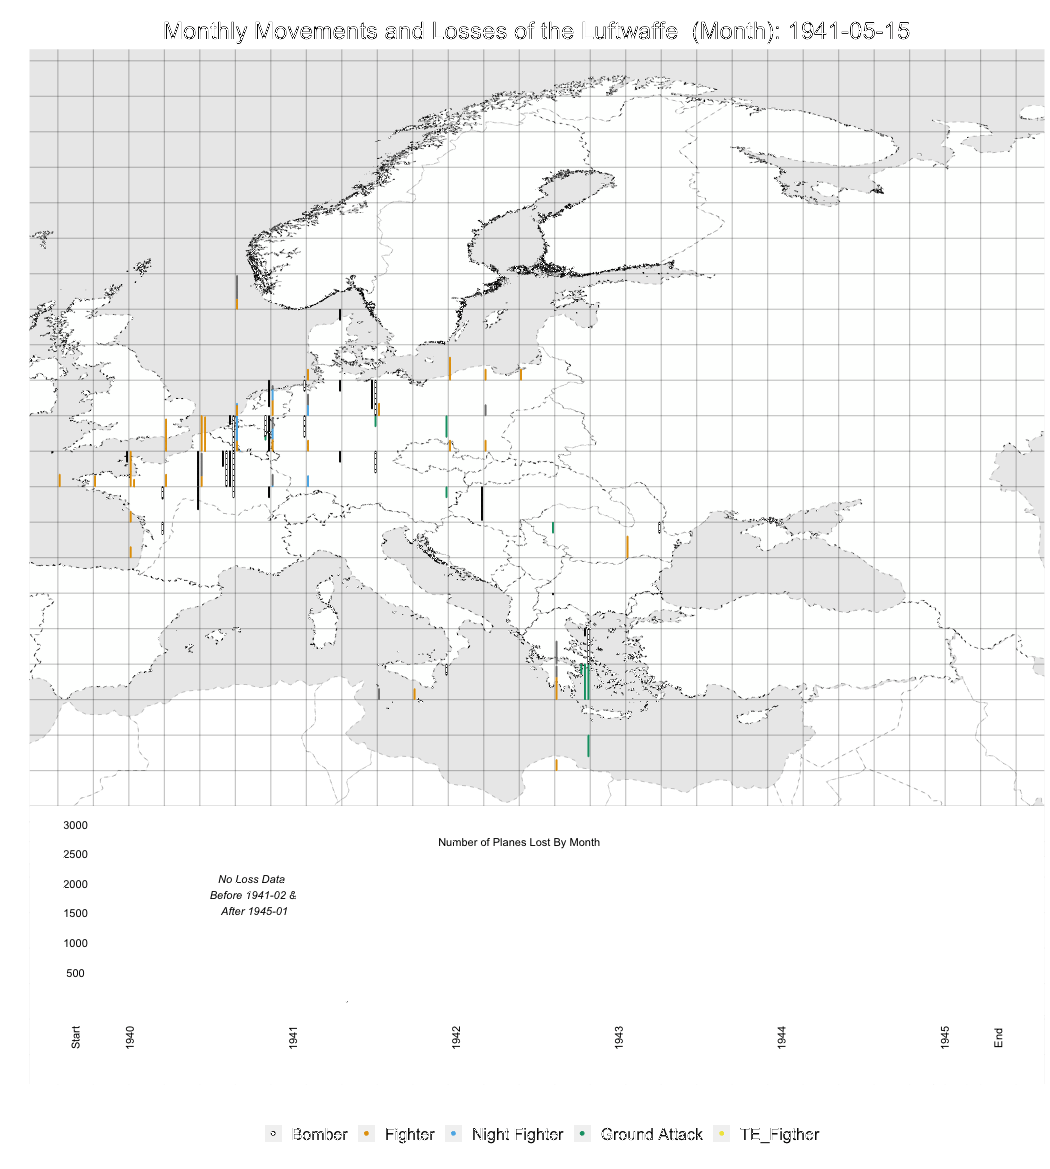 Monthly Movements and Losses of the Luftwaffe (Month): 1941-05-15
3000
Number of Planes Lost By Month
2500
No Loss Data
2000
Before 1941-02 &
After 1945-01
1500
1000
500
Start
1940
1941
1942
1943
1944
1945
End
Bomber
Fighter
Night Fighter
Ground Attack
TE_Figther